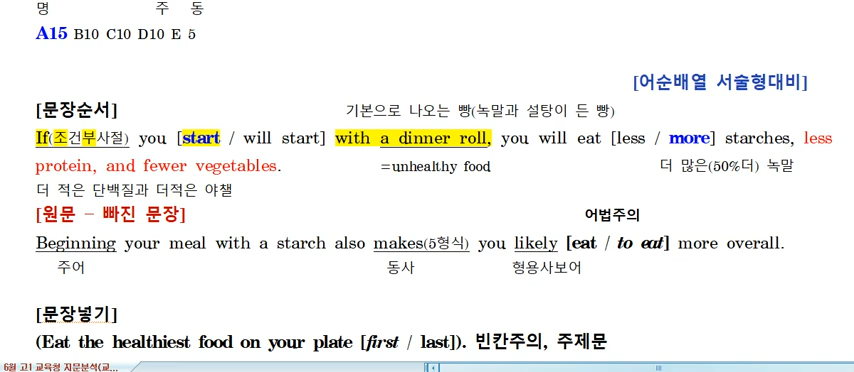 명 주 동
A15 B10 C10 D10 E 5
[어순배열 서술형대비]
[문장순서] 기본으로 나오는 빵(녹말과 설탕이 든 빵)
If(조건부사절) you [start / will start] with a dinner roll, you will eat [less / more] starches, less
protein, and fewer vegetables. =unhealthy food 더 많은(50%더) 녹말
더 적은 단백질과 더적은 야챌
[원문 – 빠진 문장] 어법주의
Beginning your meal with a starch also makes(5형식) you likely [eat / to eat] more overall.
주어 동사 형용사보어
[문장넣기]
(Eat the healthiest food on your plate [first / last]). 빈칸주의, 주제문
6월 고1 교육청 지문분석(교...